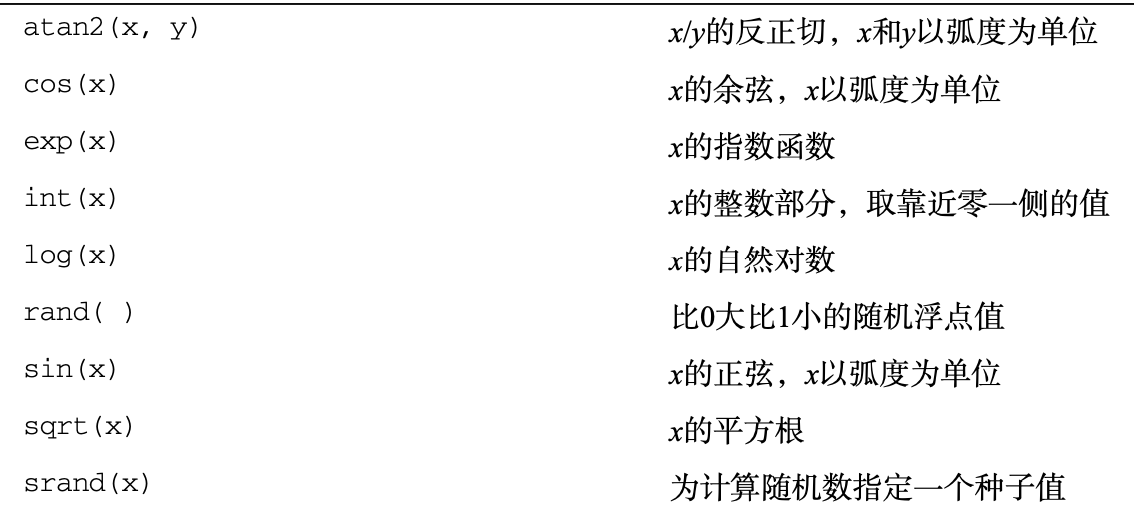 atan2(x, y) x/y的反正切，x和y以弧度为单位
cos(x) x的余弦，x以弧度为单位
exp(x) x的指数函数
int(x) x的整数部分，取靠近零一侧的值
log(x) x的自然对数
rand( ) 比0大比1小的随机浮点值
sin(x) x的正弦，x以弧度为单位
sqrt(x) x的平方根
srand(x) 为计算随机数指定一个种子值